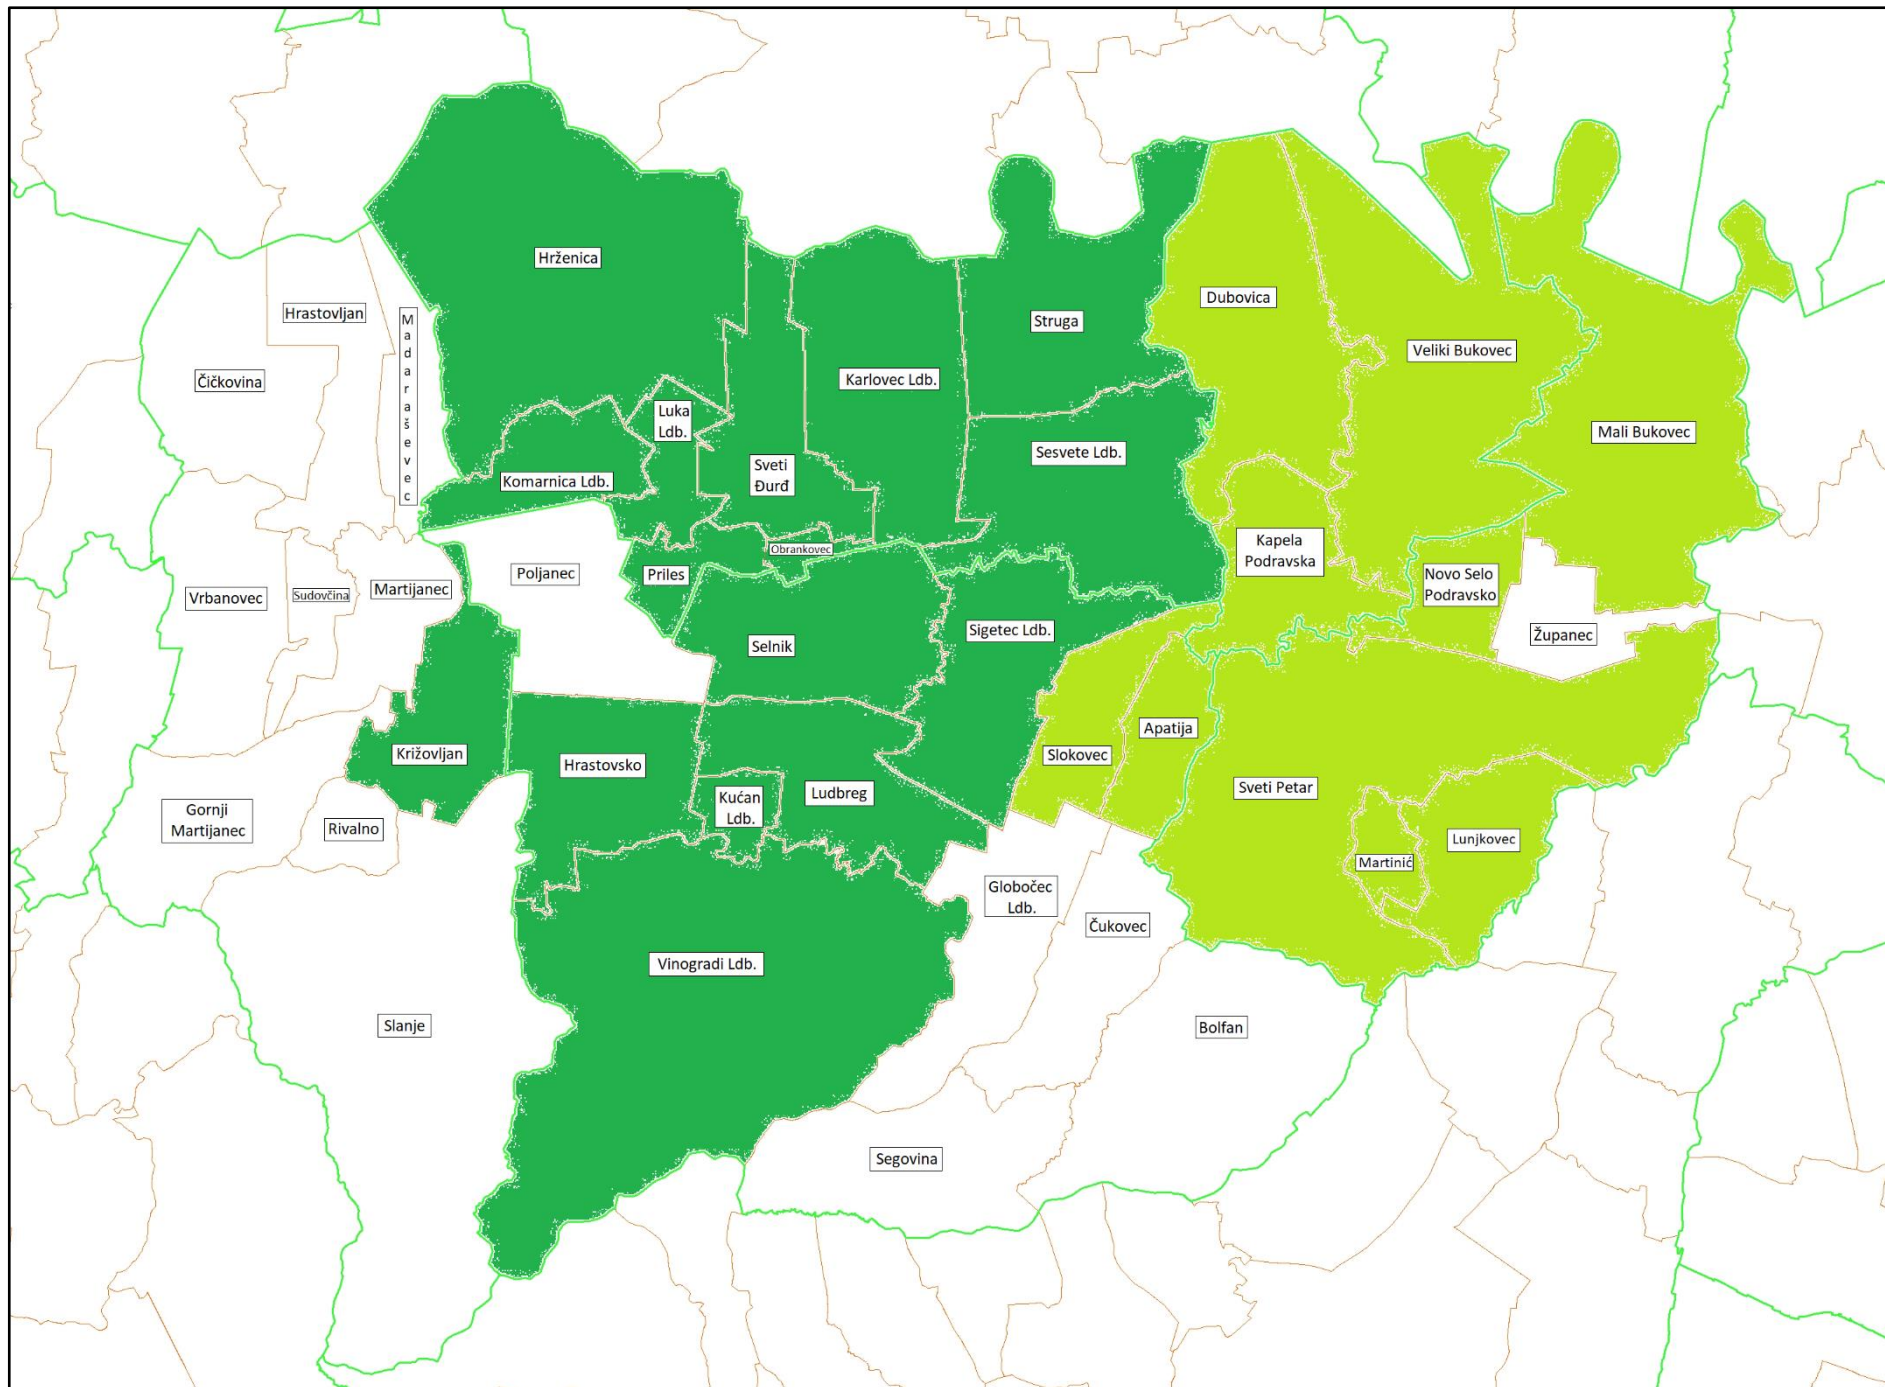 Hrženica
Dubovica
Hrastovljan
Struga
M
a
d
a
r
a
š
e
v
e
c
Veliki Bukovec
Čičkovina
Karlovec Ldb.
Luka
Ldb.
Mali Bukovec
Sesvete Ldb.
Sveti
Đurđ
Komarnica Ldb.
Kapela
Podravska
Obrankovec
Poljanec
Priles
Novo Selo
Podravsko
Martijanec
Sudovčina
Vrbanovec
Sigetec Ldb.
Županec
Selnik
Apatija
Križovljan
Slokovec
Hrastovsko
Sveti Petar
Ludbreg
Kućan
Ldb.
Gornji
Martijanec
Rivalno
Lunjkovec
Martinić
Globočec
Ldb.
Čukovec
Vinogradi Ldb.
Slanje
Bolfan
Segovina